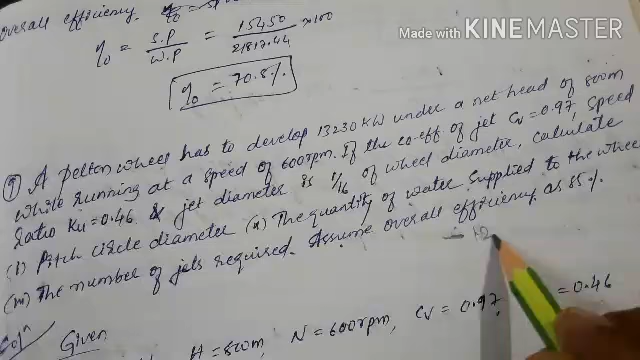 Made with KINEMASTER
overall efficiency. η₀ =
η₀ = S.P / W.P = 15450 / 21817.44 × 100
η₀ = 70.8%.
9) A pelton wheel has to develop 13230 KW under a net head of 800m
while running at a speed of 600rpm. If the co-eff of jet Cv = 0.97, speed
ratio Ku = 0.46 & jet diameter is 1/16 of wheel diameter, calculate
(i) Pitch circle diameter (ii) The quantity of water supplied to the wheel
(iii) The number of jets required. Assume overall efficiency as 85%.
Sol^n Given
H = 800m, N = 600rpm, Cv = 0.97, = 0.46